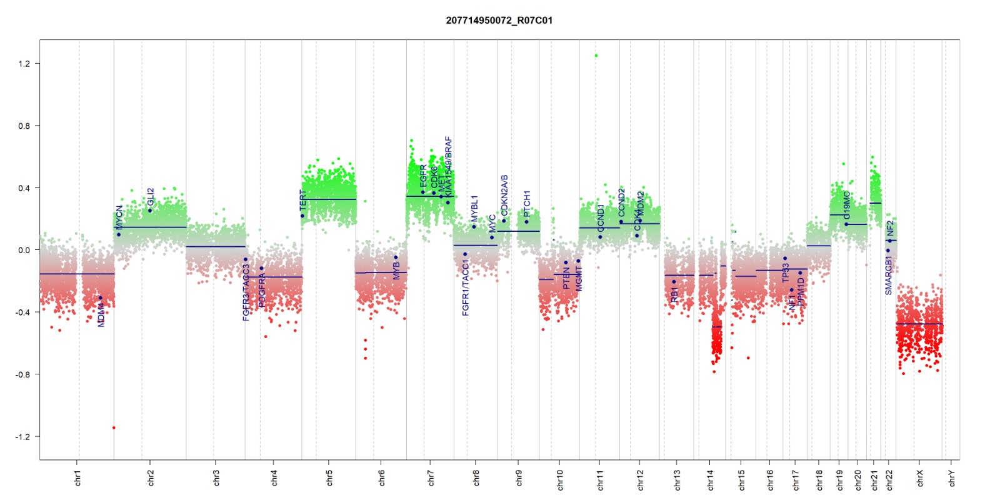 207714950072_R07C01
1.2
0.8
0.4
0.0
-0.4
-0.8
-1.2
MDM4
MYCN
GLI2
FGFR3/TACC3
PDGFRA
TERT
MYB
EGFR
CDK6
MET
KIAA1549/BRAF
FGFR1/TACC1
MYBL1
MYC
CDKN2A/B
PTCH1
PTEN
MGMT
CCND1
CCND2
CDK4
MDM2
RB1
TP53
NF1
PPM1D
C19MC
SMARCB1
NF2
chr1
chr2
chr3
chr4
chr5
chr6
chr7
chr8
chr9
chr10
chr11
chr12
chr13
chr14
chr15
chr16
chr17
chr18
chr19
chr20
chr21
chr22
chrX
chrY